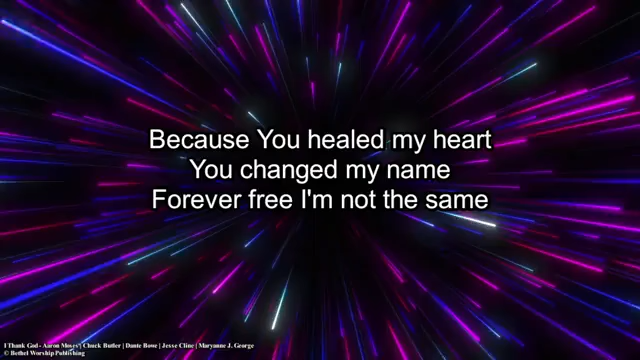 Because You healed my heart
You changed my name
Forever free I'm not the same
I Thank God - Aaron Moses | Chuck Butler | Dante Bowe | Jesse Cline | Maryanne J. George
© Bethel Worship Publishing